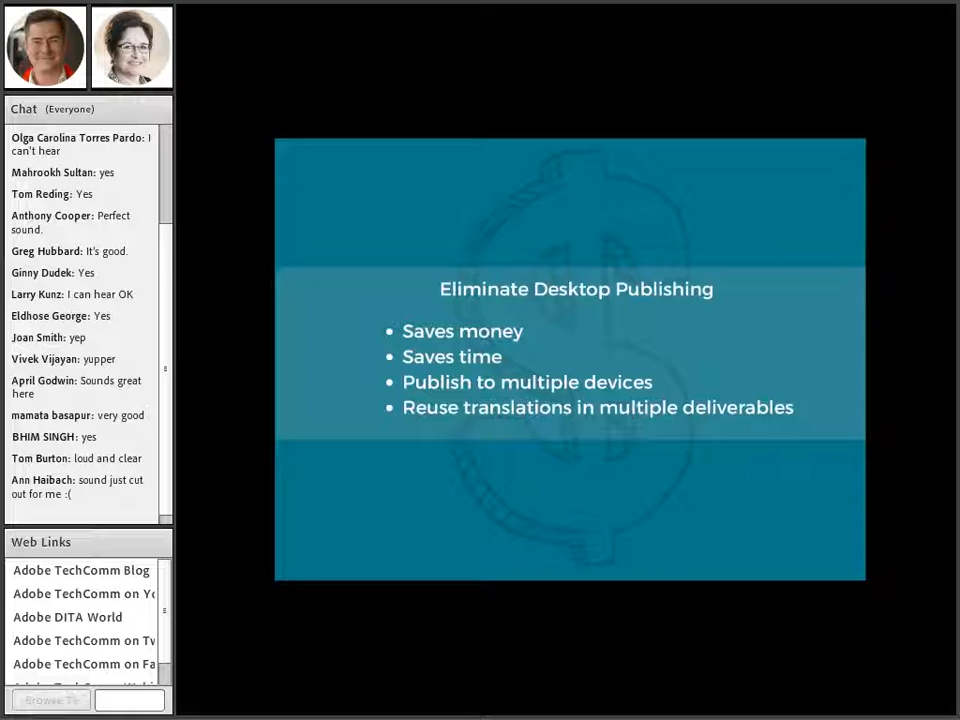 Chat (Everyone)
Olga Carolina Torres Pardo: I
can't hear
Mahrookh Sultan: yes
Tom Reding: Yes
Anthony Cooper: Perfect
sound.
Greg Hubbard: It's good.
Ginny Dudek: Yes
Larry Kunz: I can hear OK
Eldhose George: Yes
Joan Smith: yep
Vivek Vijayan: yupper
April Godwin: Sounds great
here
mamata basapur: very good
BHIM SINGH: yes
Tom Burton: loud and clear
Ann Haibach: sound just cut
out for me :(
Web Links
Adobe TechComm Blog
Adobe TechComm on Yo
Adobe DITA World
Adobe TechComm on Tw
Adobe TechComm on Fa
Browse To
Eliminate Desktop Publishing
• Saves money
• Saves time
• Publish to multiple devices
• Reuse translations in multiple deliverables